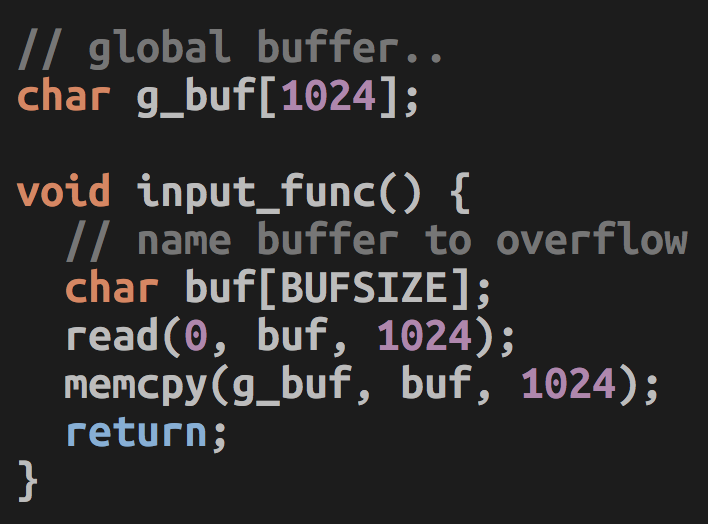 // global buffer..
char g_buf[1024];
void input_func() {
// name buffer to overflow
char buf[BUFSIZE];
read(0, buf, 1024);
memcpy(g_buf, buf, 1024);
return;
}